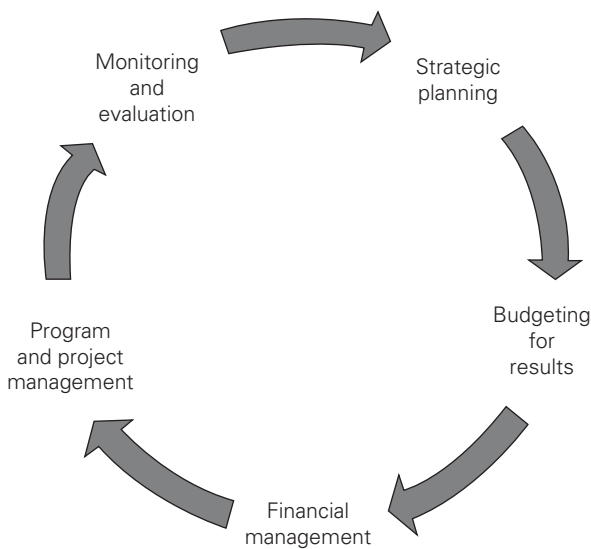 Monitoring
and
evaluation
Strategic
planning
Budgeting
for
results
Program
and project
management
Financial
management